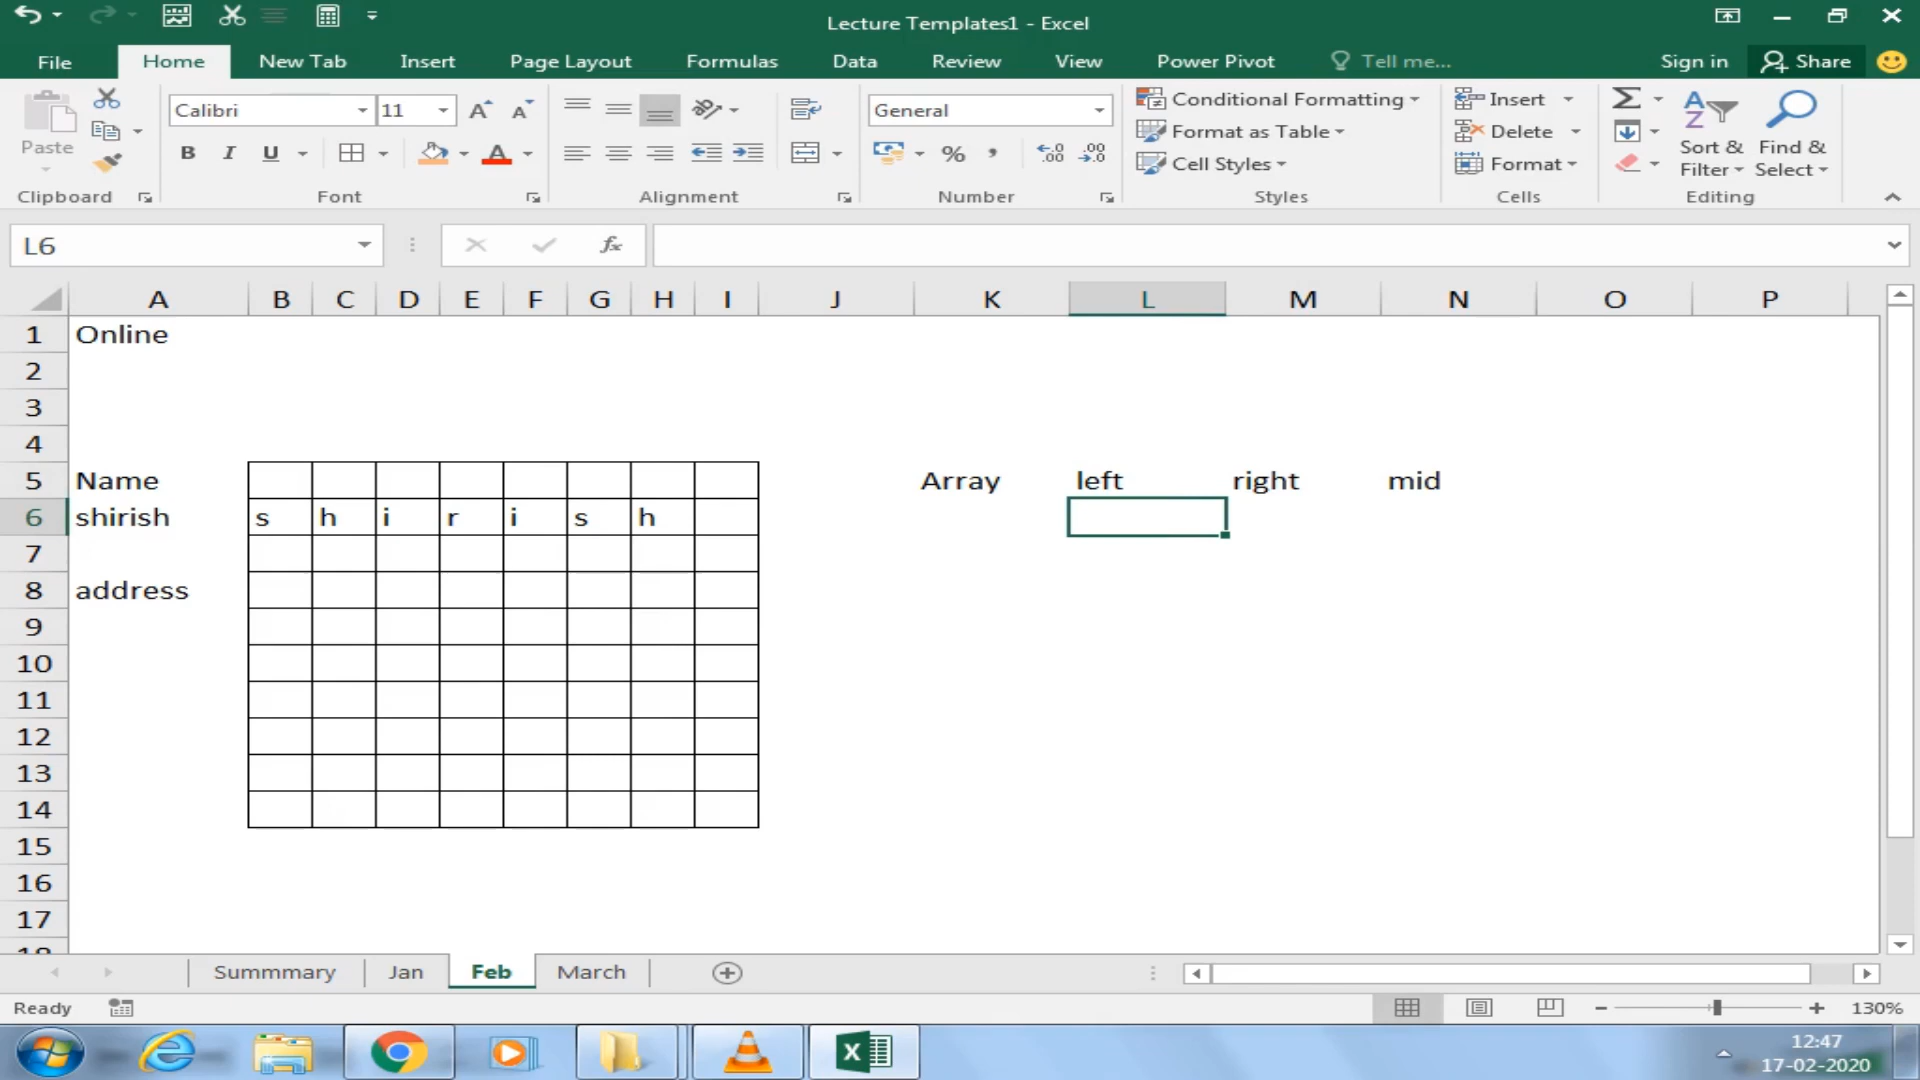 Lecture Templates1 - Excel
File Home New Tab Insert Page Layout Formulas Data Review View Power Pivot Tell me... Sign in Share
Paste Calibri 11 General Conditional Formatting Insert
Format as Table Delete
B I U % Cell Styles Format Sort & Filter Find & Select
Clipboard Font Alignment Number Styles Cells Editing
L6 fx
A B C D E F G H I J K L M N O P
1 Online
2
3
4
5 Name Array left right mid
6 shirish s h i r i s h
7
8 address
9
10
11
12
13
14
15
16
17
18
Summmary Jan Feb March
Ready 130%
12:47
17-02-2020